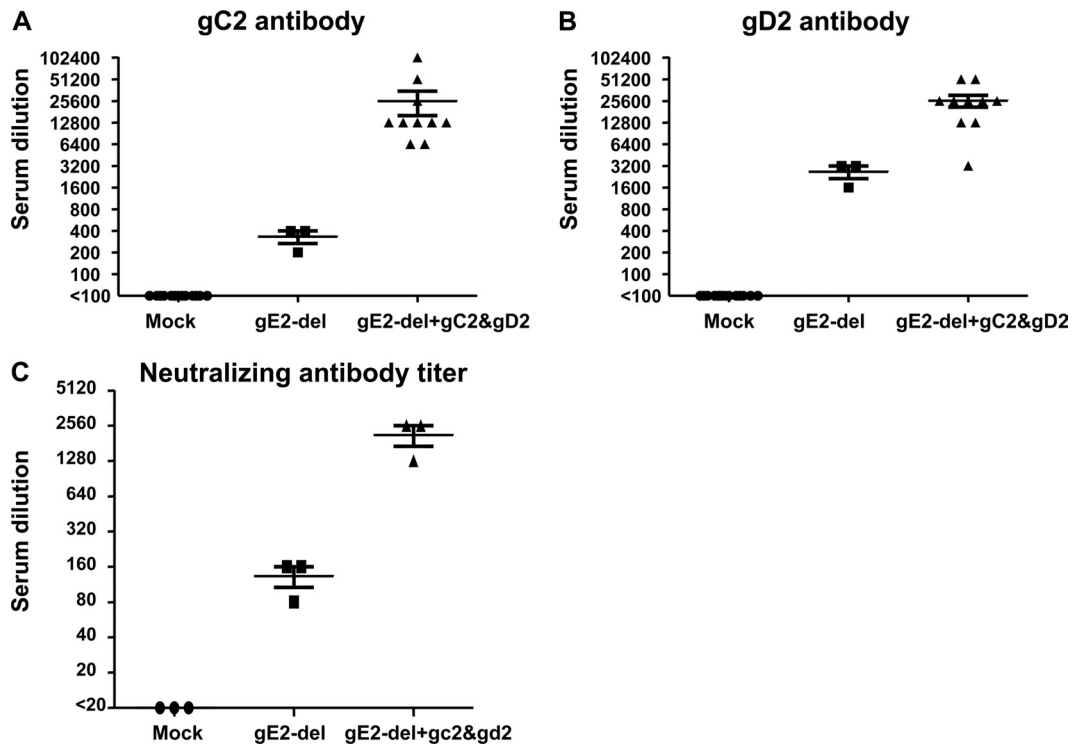 A
gC2 antibody
Serum dilution
102400
51200
25600
12800
6400
3200
1600
800
400
200
100
<100
Mock
gE2-del
gE2-del+gC2&gD2
B
gD2 antibody
Serum dilution
102400
51200
25600
12800
6400
3200
1600
800
400
200
100
<100
Mock
gE2-del
gE2-del+gC2&gD2
C
Neutralizing antibody titer
Serum dilution
5120
2560
1280
640
320
160
80
40
20
<20
Mock
gE2-del
gE2-del+gc2&gd2